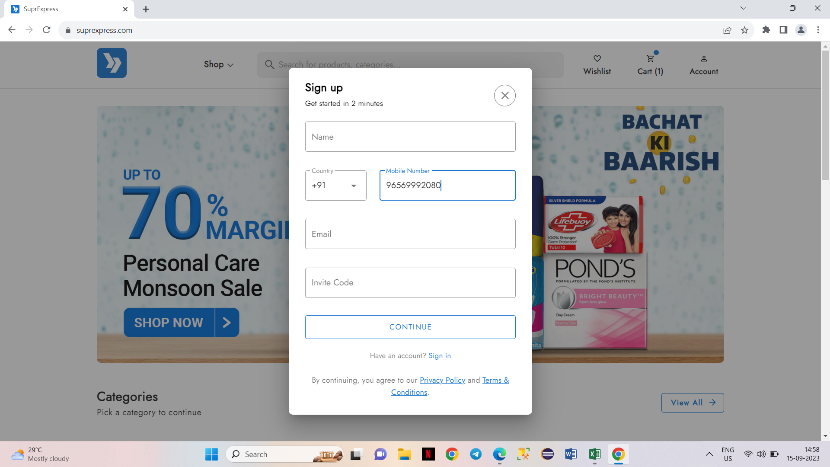 SuprExpress
suprexpress.com
Shop
Search for products, categories
Wishlist
Cart (1)
Account
Sign up
Get started in 2 minutes
Name
Country
+91
Mobile Number
96569992080
Email
Invite Code
CONTINUE
Have an account? Sign in
By continuing, you agree to our Privacy Policy and Terms &
Conditions.
UP TO
70%
MARGI
Personal Care
Monsoon Sale
SHOP NOW
BACHAT
KI
BAARISH
Lifebuoy
POND'S
BRIGHT BEAUTY
Categories
Pick a category to continue
View All
29°C
Mostly cloudy
Search
ENG
US
14:58
15-09-2023